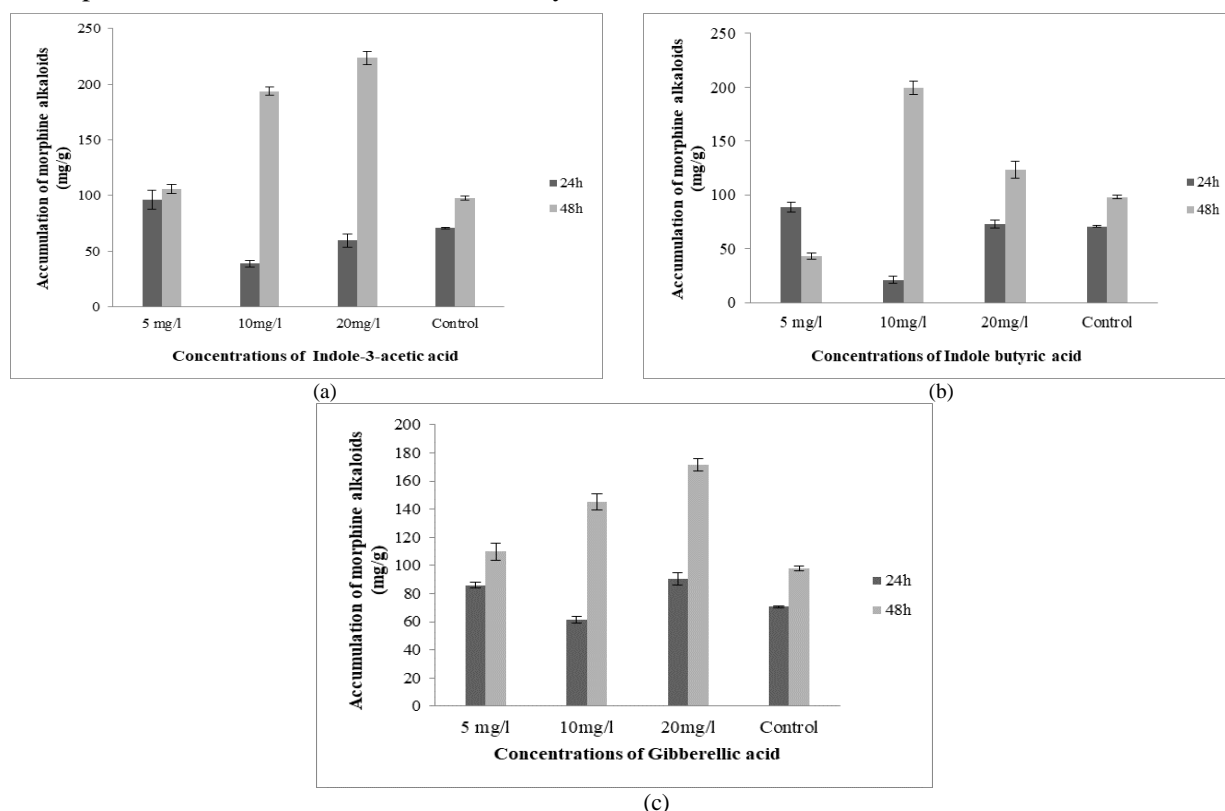 250
200
150
100
50
0
Accumulation of morphine alkaloids
(mg/g)
24h
48h
5 mg/l 10mg/l 20mg/l Control
Concentrations of Indole-3-acetic acid
(a)
250
200
150
100
50
0
Accumulation of morphine alkaloids
(mg/g)
24h
48h
5 mg/l 10mg/l 20mg/l Control
Concentrations of Indole butyric acid
(b)
200
180
160
140
120
100
80
60
40
20
0
Accumulation of morphine alkaloids
(mg/g)
24h
48h
5 mg/l 10mg/l 20mg/l Control
Concentrations of Gibberellic acid
(c)